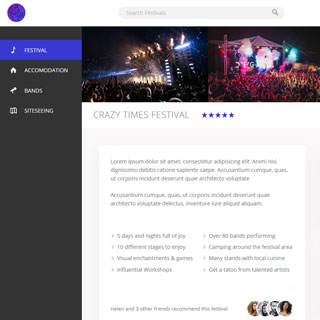 Search Festivals
FESTIVAL
ACCOMODATION
BANDS
SITESEEING
CRAZY TIMES FESTIVAL
Lorem ipsum dolor sit amet, consectetur adipisicing elit. Animi nisi
dignissimo debitis ratione sapiente saepe. Accusantium cumque, quas,
ut corporis incidunt deserunt quae architecto voluptate
Accusantium cumque, quas, ut corporis incidunt deserunt quae
architecto voluptate delenitis, inventore iure aliquid aliquam.
5 days and nights full of joy
Over 80 bands performing
10 different stages to enjoy
Camping around the festival area
Visual enchantments & games
Many stands with local cuisine
Influential Workshops
Get a tatoo from talented artists
Helen and 3 other friends recommend this festival